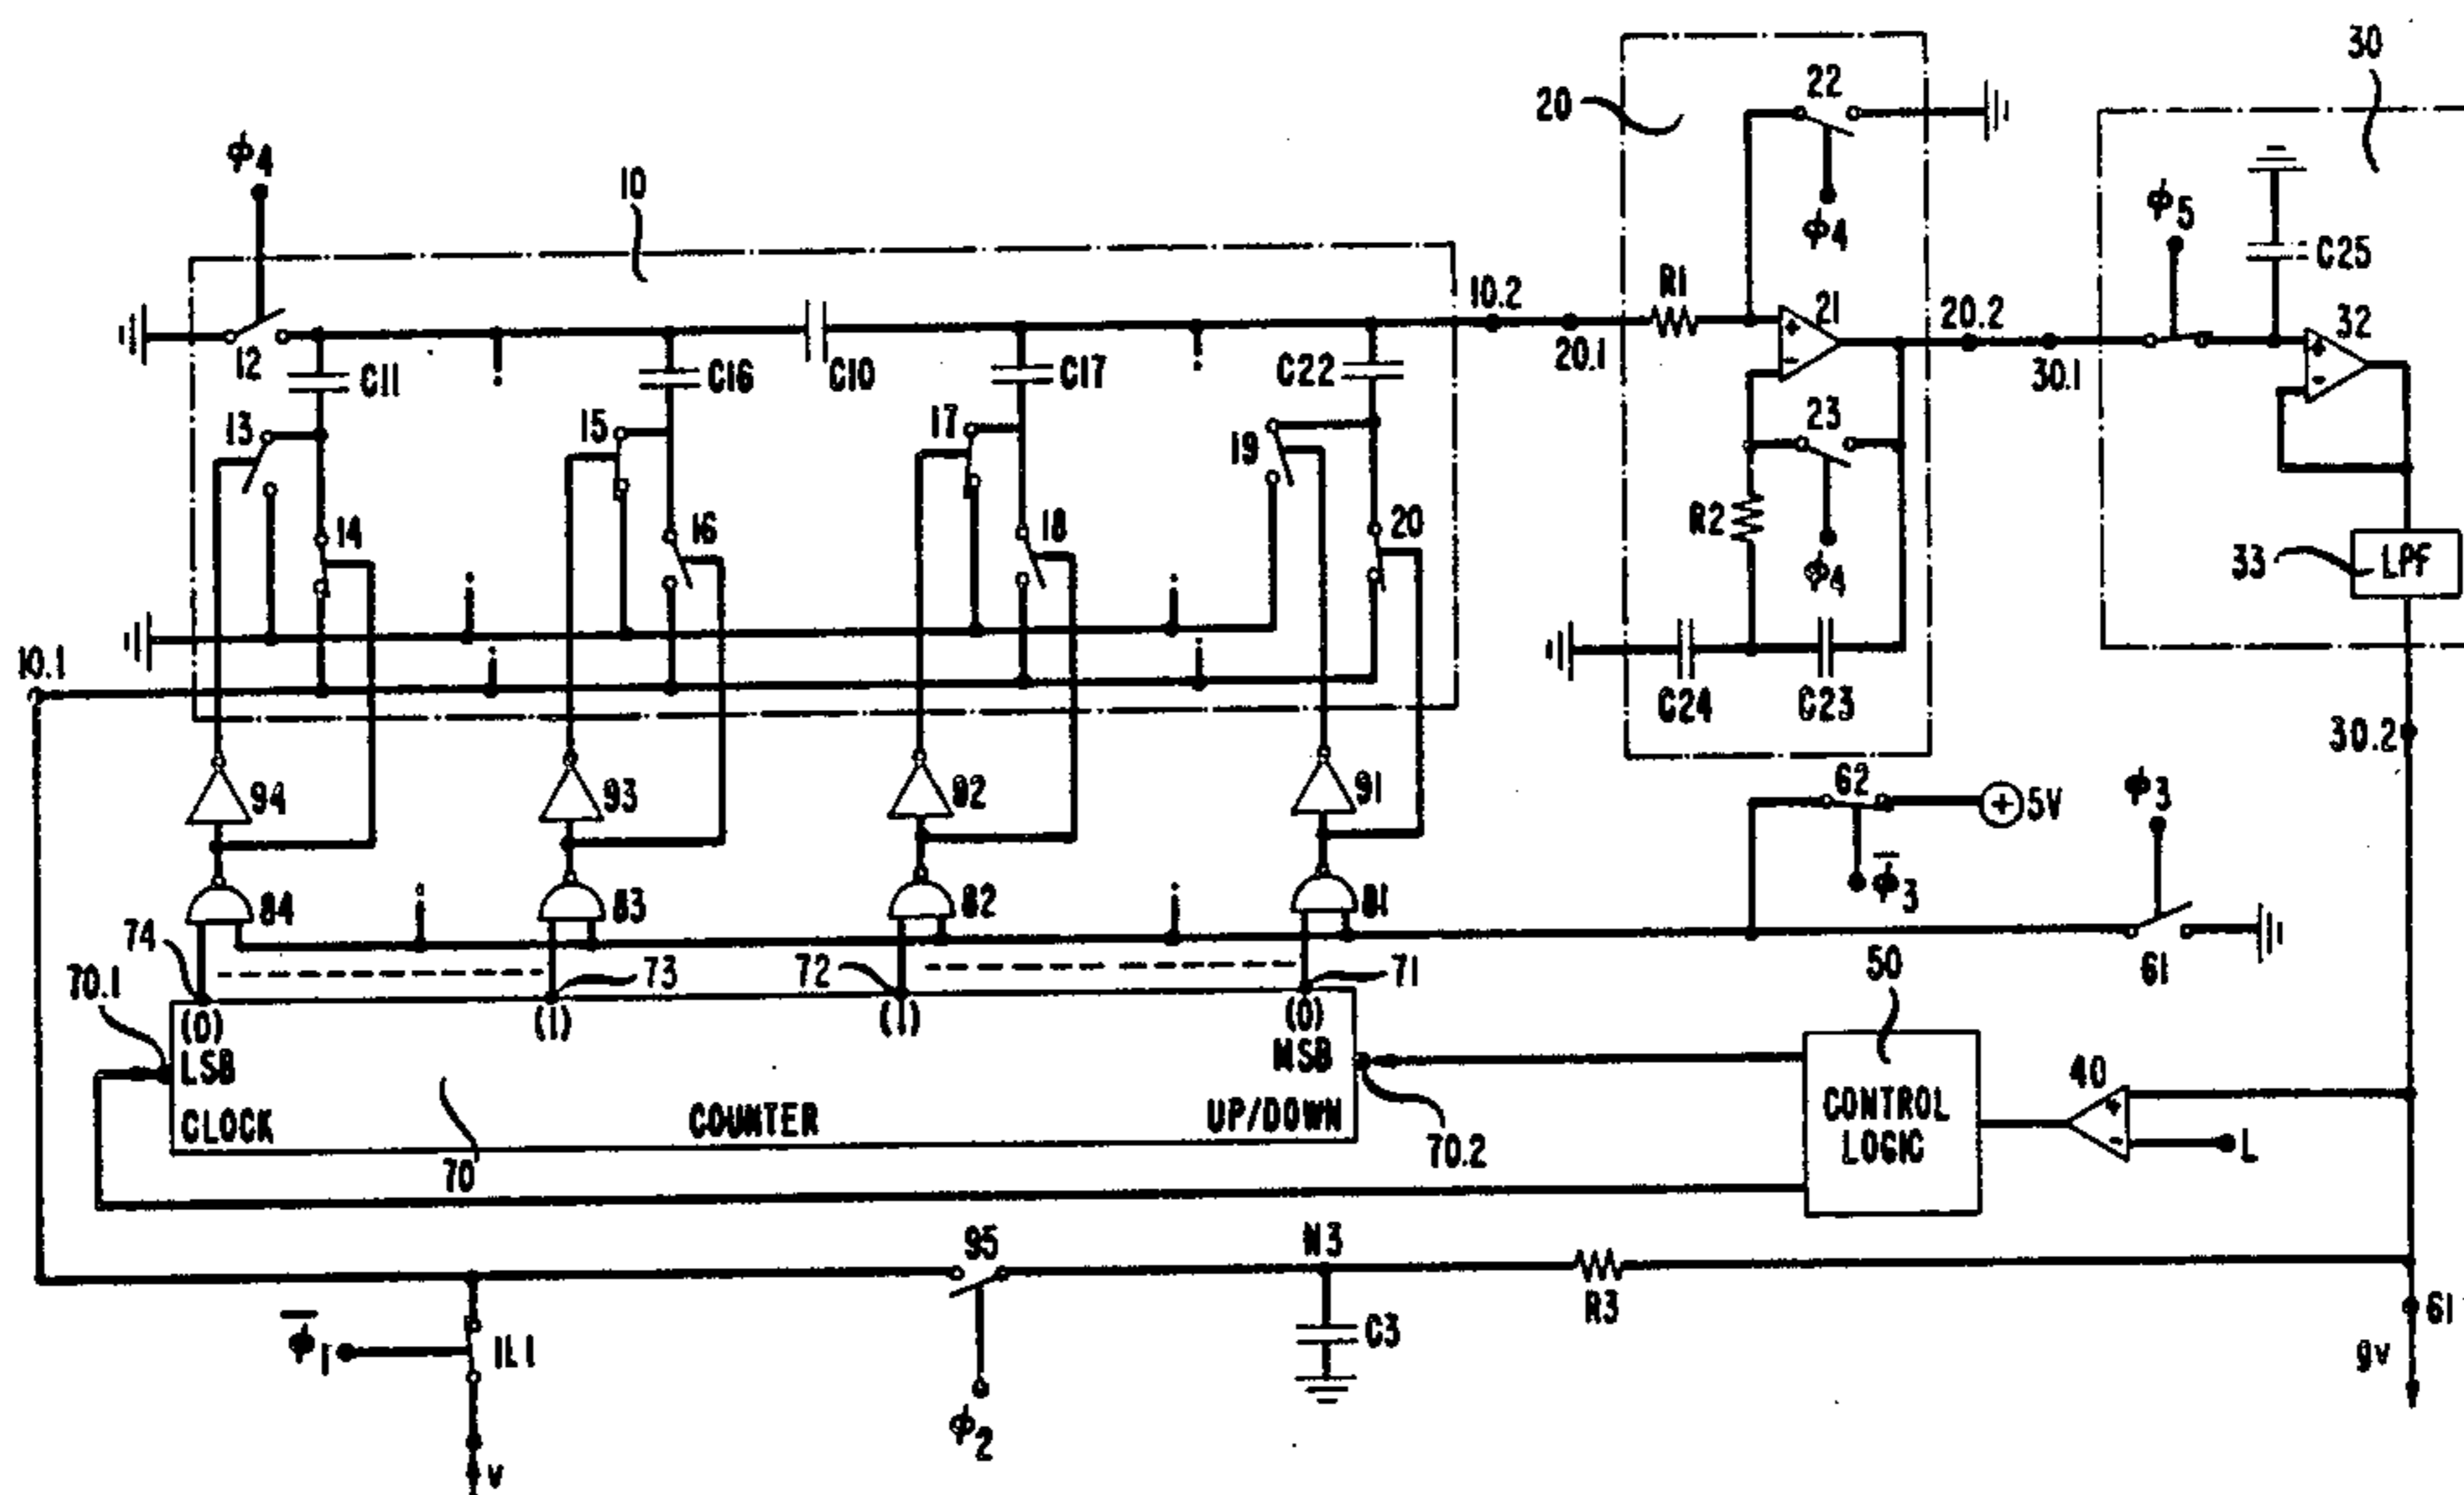 30
22
20
ϕ4
10
ϕ5
ϕ4
C25
R1
10.2
21
20.2
32
12
C11
C16
C10
C17
C22
20.1
30.1
13
15
17
19
23
14
16
18
20
R2
ϕ4
33
LPF
10.1
C24
C23
30.2
94
93
92
91
62
5V
ϕ3
84
83
82
81
ϕ̅3
74
73
72
71
50
61
70.1
(0)
(1)
(1)
(0)
LSB
MSB
40
CLOCK
COUNTER
UP/DOWN
CONTROL
LOGIC
70
70.2
L
95
N3
R3
61
ϕ̅1
1L1
C3
gv
ϕ2
v